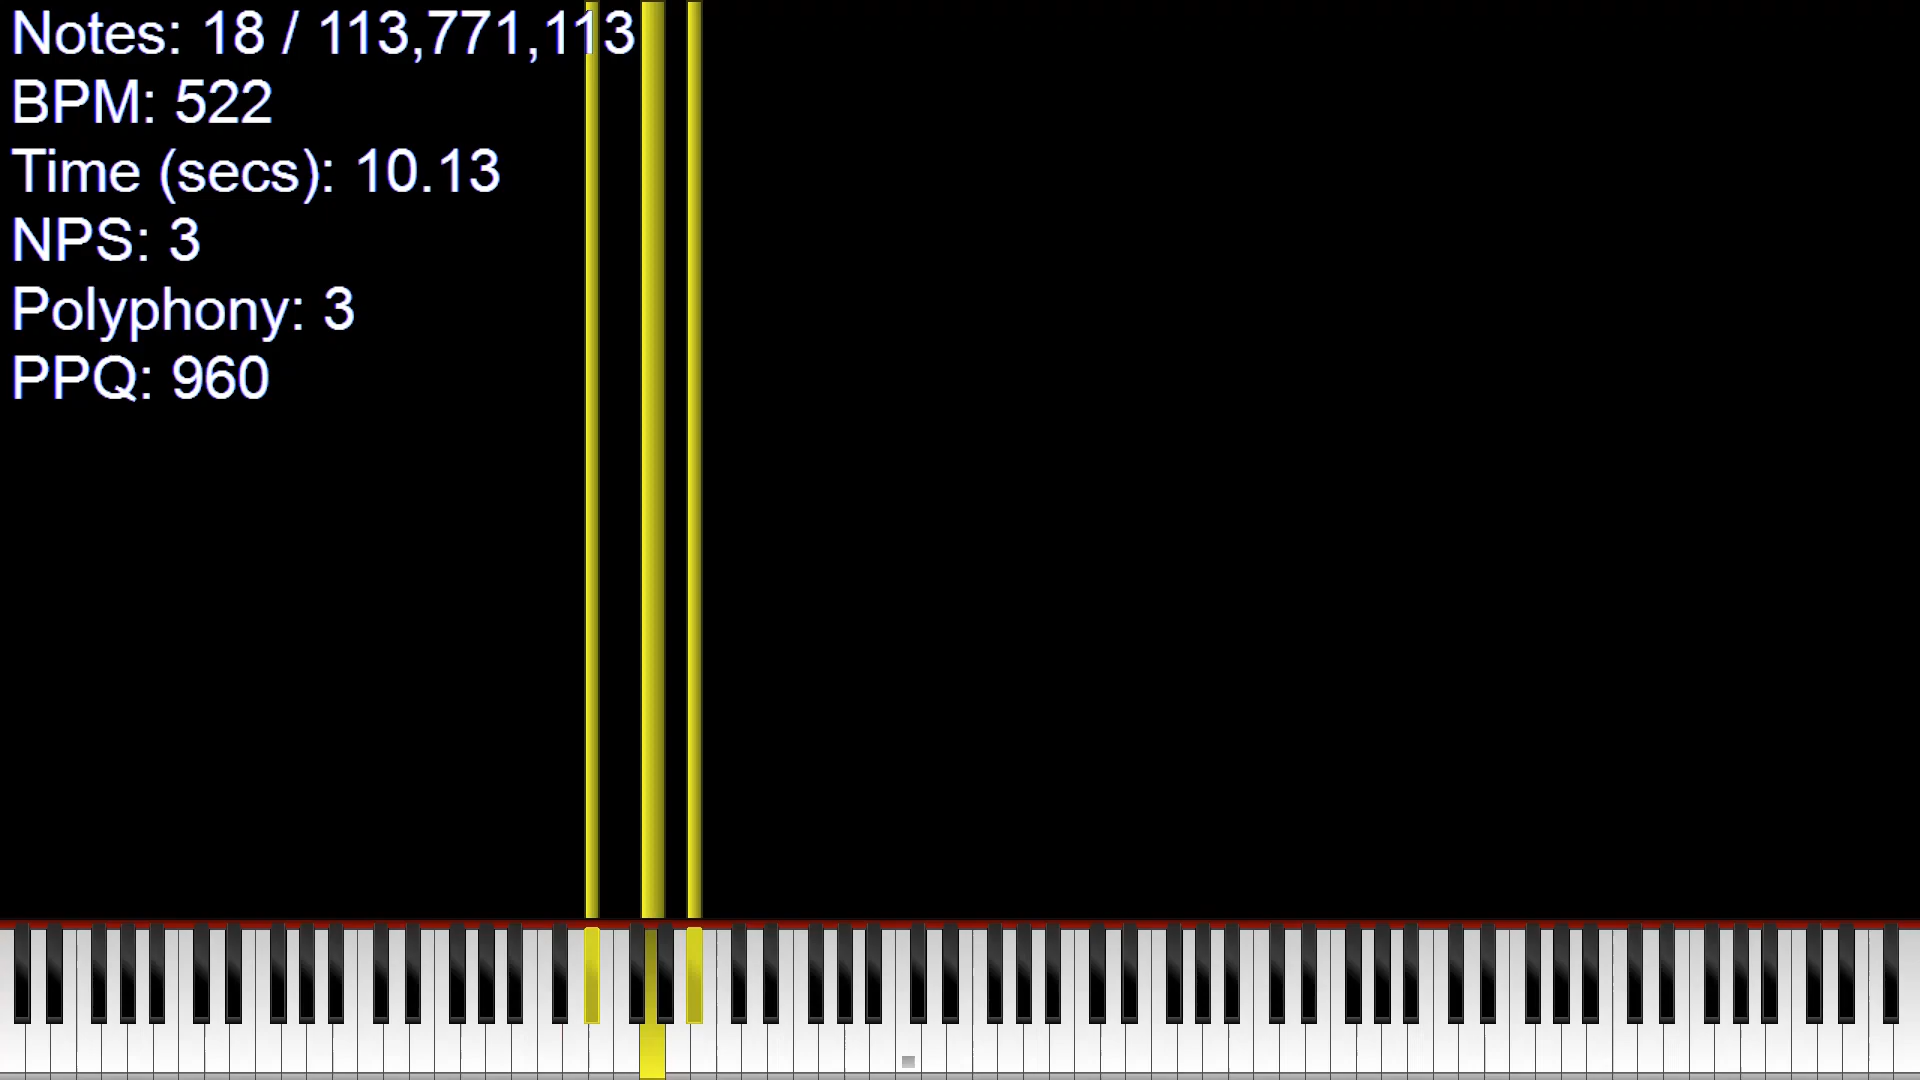 Notes: 18 / 113,771,113
BPM: 522
Time (secs): 10.13
NPS: 3
Polyphony: 3
PPQ: 960